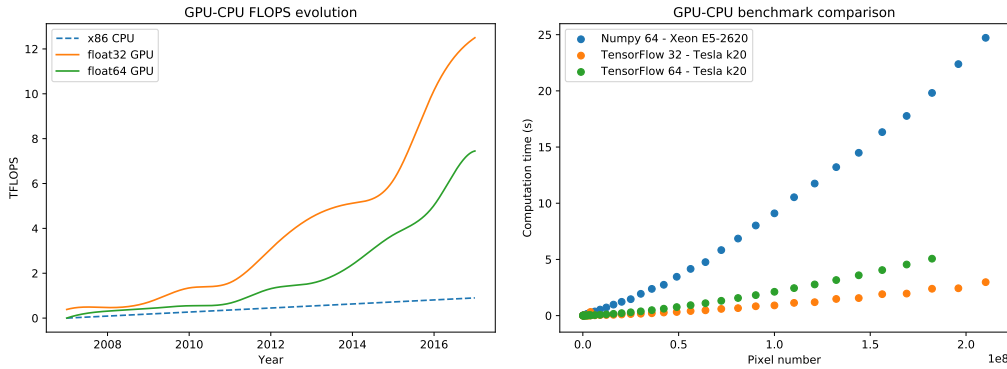 GPU-CPU FLOPS evolution
x86 CPU
float32 GPU
float64 GPU
TFLOPS
12
10
8
6
4
2
0
2008
2010
2012
2014
2016
Year
GPU-CPU benchmark comparison
Numpy 64 - Xeon E5-2620
TensorFlow 32 - Tesla k20
TensorFlow 64 - Tesla k20
Computation time (s)
25
20
15
10
5
0
0.0
0.5
1.0
1.5
2.0
1e8
Pixel number